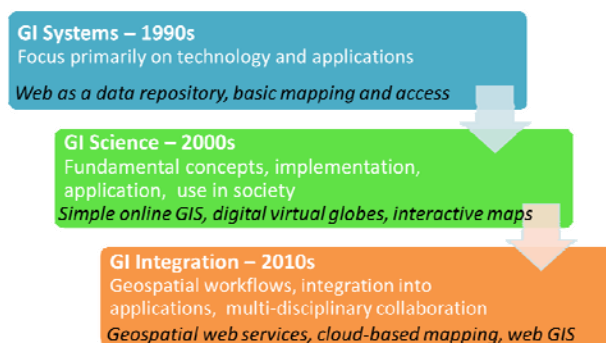 GI Systems – 1990s
Focus primarily on technology and applications
Web as a data repository, basic mapping and access
GI Science – 2000s
Fundamental concepts, implementation,
application, use in society
Simple online GIS, digital virtual globes, interactive maps
GI Integration – 2010s
Geospatial workflows, integration into
applications, multi-disciplinary collaboration
Geospatial web services, cloud-based mapping, web GIS